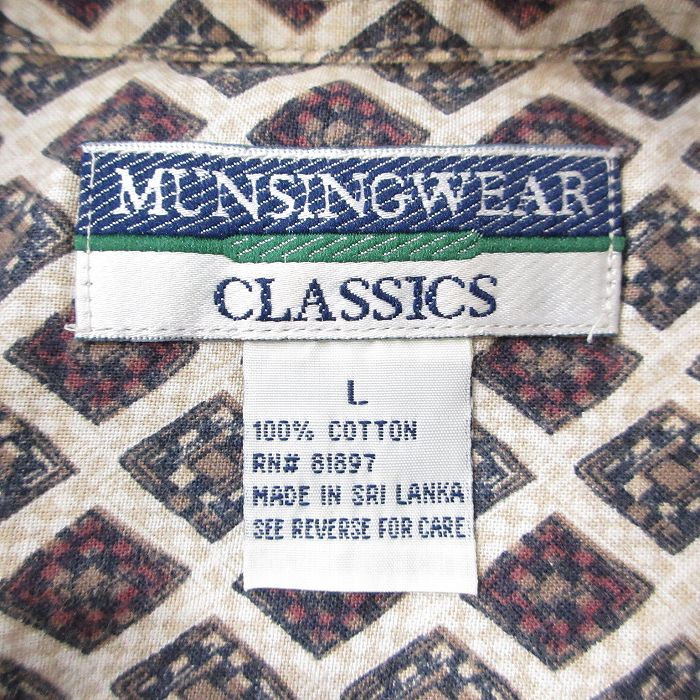 MUNSINGWEAR
CLASSICS
L
100% COTTON
RN# 81897
MADE IN SRI LANKA
SEE REVERSE FOR CARE